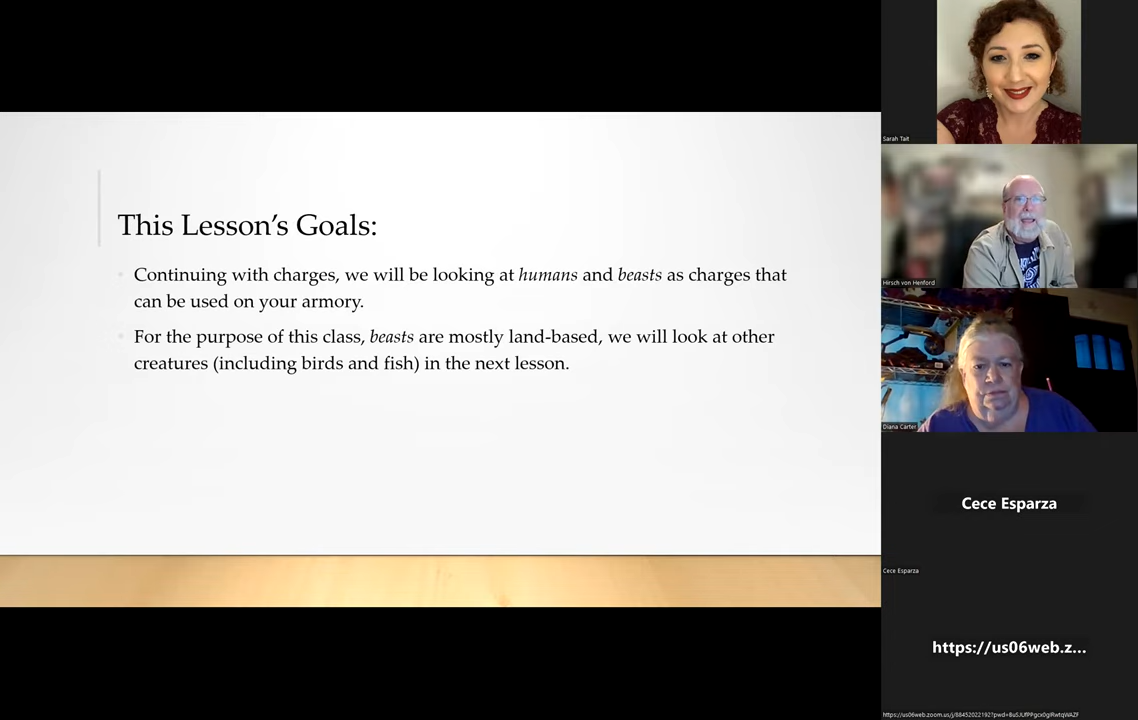 This Lesson's Goals:
Continuing with charges, we will be looking at humans and beasts as charges that
can be used on your armory.
For the purpose of this class, beasts are mostly land-based, we will look at other
creatures (including birds and fish) in the next lesson.
Sarah Tait
Hirsch von Henford
Diana Carter
Cece Esparza
Cece Esparza
https://us06web.z...